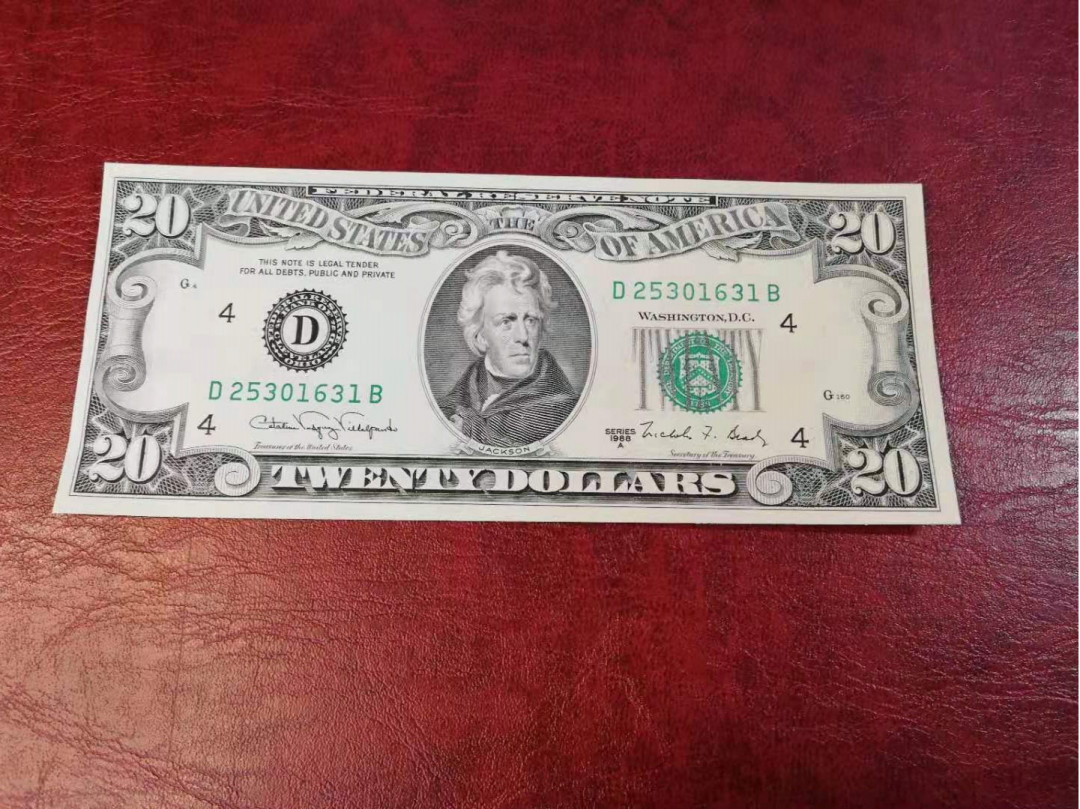 FEDERAL RESERVE NOTE
UNITED STATES THE OF AMERICA
20 20
THIS NOTE IS LEGAL TENDER
FOR ALL DEBTS, PUBLIC AND PRIVATE
G4
D 25301631 B
WASHINGTON, D.C.
4 4
D
D 25301631 B
G160
4 4
SERIES
1988
A
Nicholas F. Brady
Treasurer of the United States
Secretary of the Treasury
JACKSON
20 20
TWENTY DOLLARS